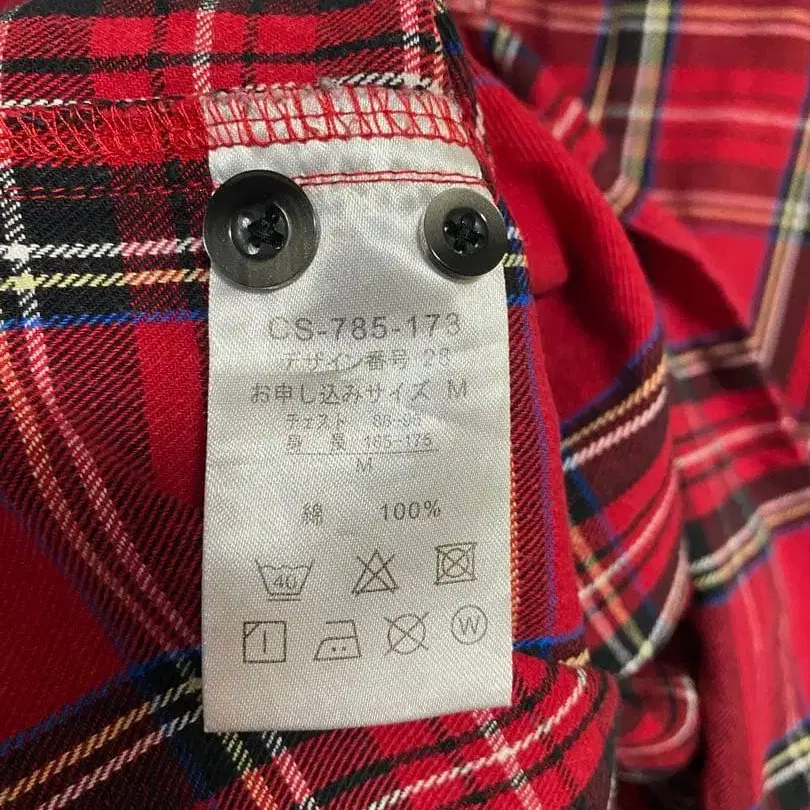 CS-785-173
デザイン番号 28
お申し込みサイズ M
チェスト 88-96
身 長 165-175
M
綿 100%
40
W